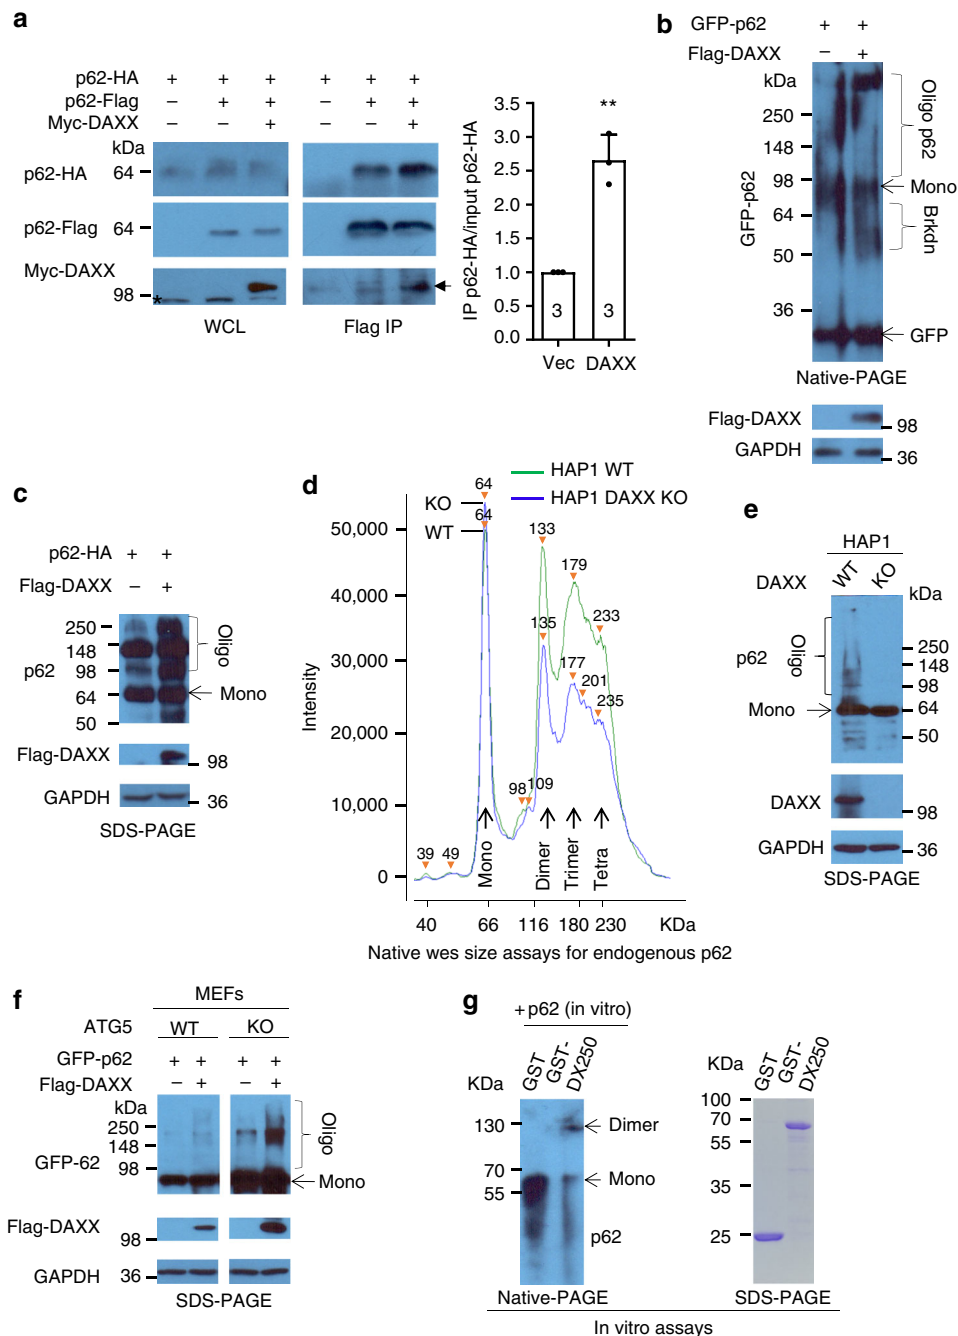 a
p62-HA + + + + + +
p62-Flag – + + – + +
Myc-DAXX – – + – – +
kDa
p62-HA 64
p62-Flag 64
Myc-DAXX
98
*
WCL
Flag IP
IP p62-HA/input p62-HA
3.5
3.0
2.5
2.0
1.5
1.0
0.5
0.0
**
3
3
Vec DAXX
b
GFP-p62 + +
Flag-DAXX – +
kDa
250
148
98
64
50
36
GFP-p62
Oligo p62
Mono
Brkdn
GFP
Native-PAGE
Flag-DAXX
98
GAPDH
36
c
p62-HA + +
Flag-DAXX – +
250
148
p62 98
64
50
Oligo
Mono
Flag-DAXX
98
GAPDH
36
SDS-PAGE
d
HAP1 WT
HAP1 DAXX KO
KO
WT
64
64
50,000
40,000
30,000
20,000
10,000
0
Intensity
39
49
98
109
133
135
179
177
201
233
235
Mono
Dimer
Trimer
Tetra
40 66 116 180 230 KDa
Native wes size assays for endogenous p62
e
HAP1
DAXX WT KO
kDa
p62
Oligo
250
148
98
Mono
64
50
DAXX
98
GAPDH
36
SDS-PAGE
f
MEFs
ATG5 WT KO
GFP-p62 + + + +
Flag-DAXX – + – +
kDa
250
148
GFP-62 98
Oligo
Mono
Flag-DAXX
98
GAPDH
36
SDS-PAGE
g
+p62 (in vitro)
KDa
GST
GST-
DX250
130
70
55
Dimer
Mono
p62
Native-PAGE
KDa
GST
GST-
DX250
100
70
55
35
25
SDS-PAGE
In vitro assays